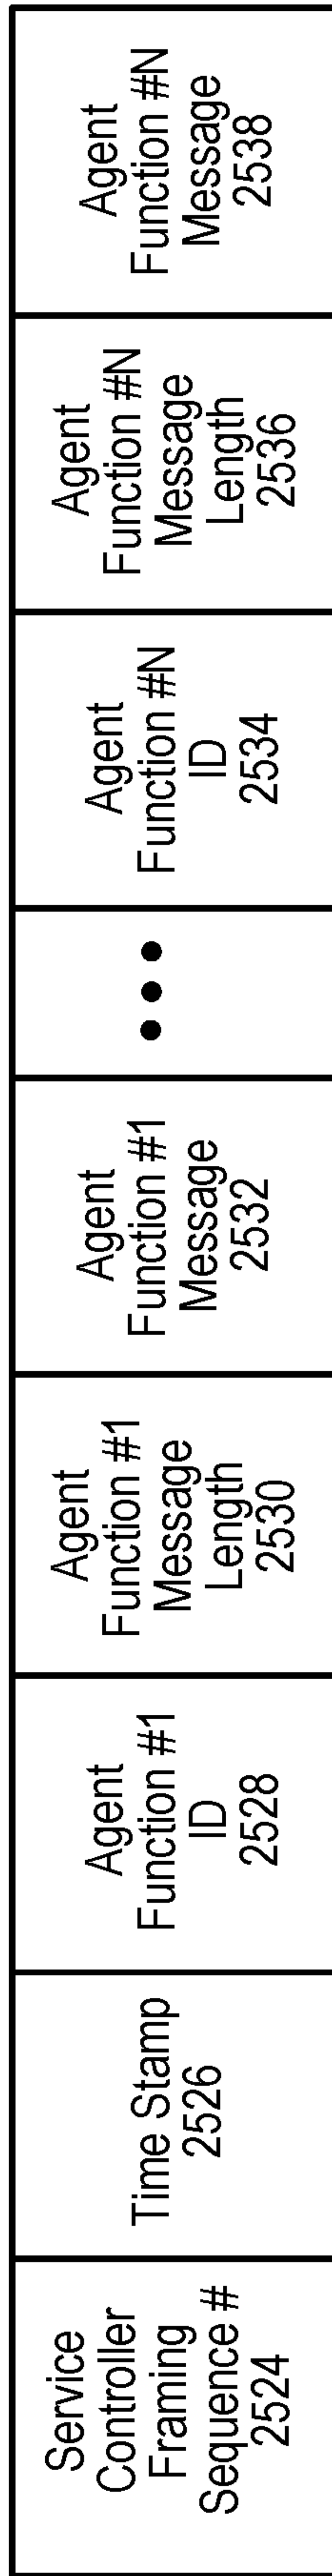 Service
Controller
Framing
Sequence #
2524
Time Stamp
2526
Agent
Function #1
ID
2528
Agent
Function #1
Message
Length
2530
Agent
Function #1
Message
2532
•••
Agent
Function #N
ID
2534
Agent
Function #N
Message
Length
2536
Agent
Function #N
Message
2538